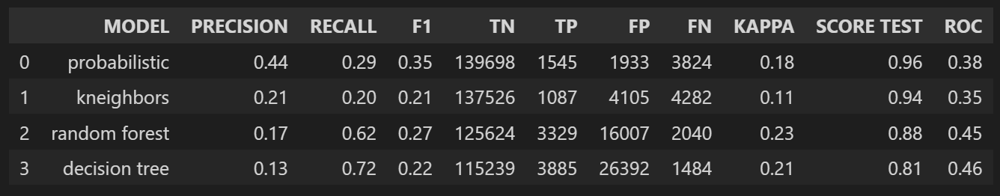 MODEL PRECISION RECALL F1 TN TP FP FN KAPPA SCORE TEST ROC
0 probabilistic 0.44 0.29 0.35 139698 1545 1933 3824 0.18 0.96 0.38
1 kneighbors 0.21 0.20 0.21 137526 1087 4105 4282 0.11 0.94 0.35
2 random forest 0.17 0.62 0.27 125624 3329 16007 2040 0.23 0.88 0.45
3 decision tree 0.13 0.72 0.22 115239 3885 26392 1484 0.21 0.81 0.46